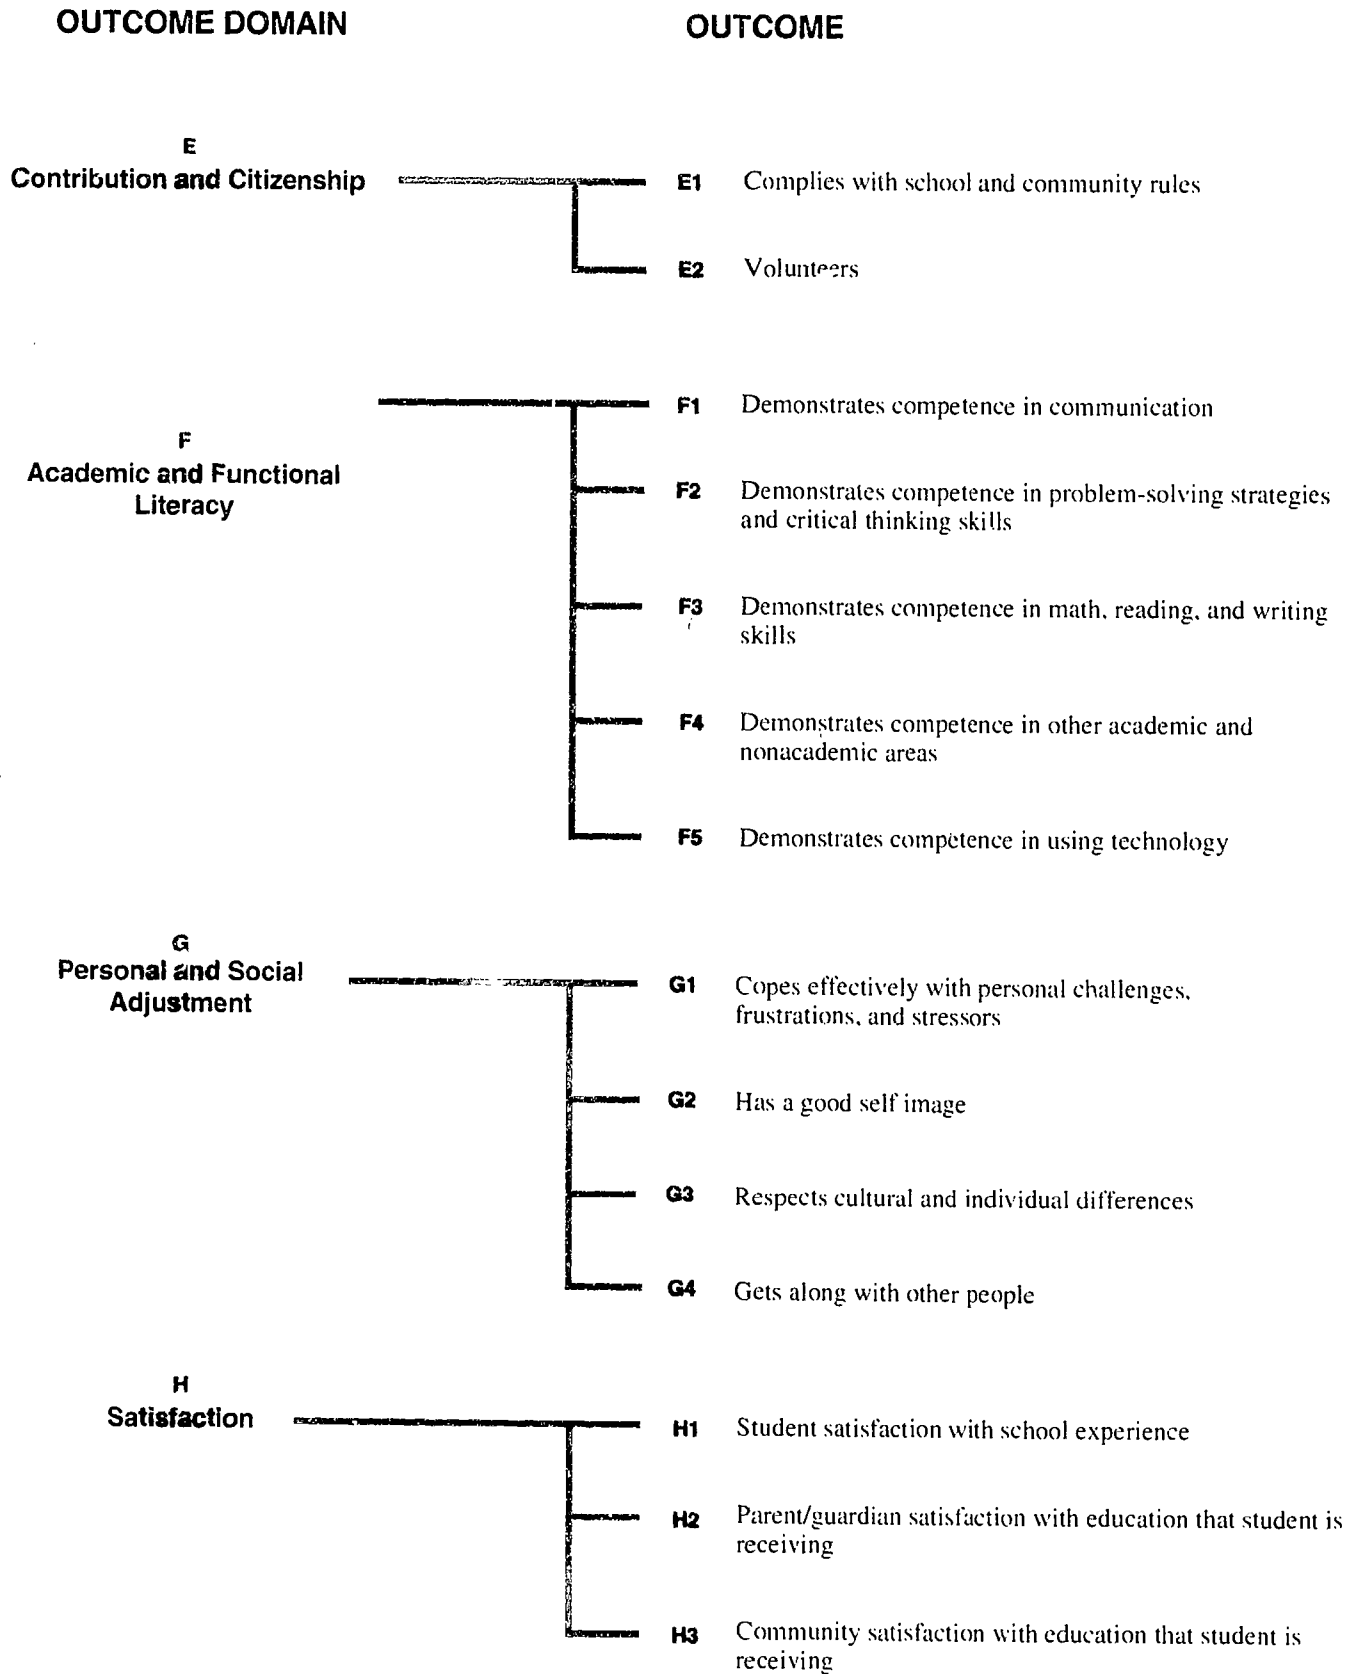 OUTCOME DOMAIN
OUTCOME
E
Contribution and Citizenship
E1 Complies with school and community rules
E2 Volunteers
F
Academic and Functional
Literacy
F1 Demonstrates competence in communication
F2 Demonstrates competence in problem-solving strategies
and critical thinking skills
F3 Demonstrates competence in math, reading, and writing
skills
F4 Demonstrates competence in other academic and
nonacademic areas
F5 Demonstrates competence in using technology
G
Personal and Social
Adjustment
G1 Copes effectively with personal challenges,
frustrations, and stressors
G2 Has a good self image
G3 Respects cultural and individual differences
G4 Gets along with other people
H
Satisfaction
H1 Student satisfaction with school experience
H2 Parent/guardian satisfaction with education that student is
receiving
H3 Community satisfaction with education that student is
receiving